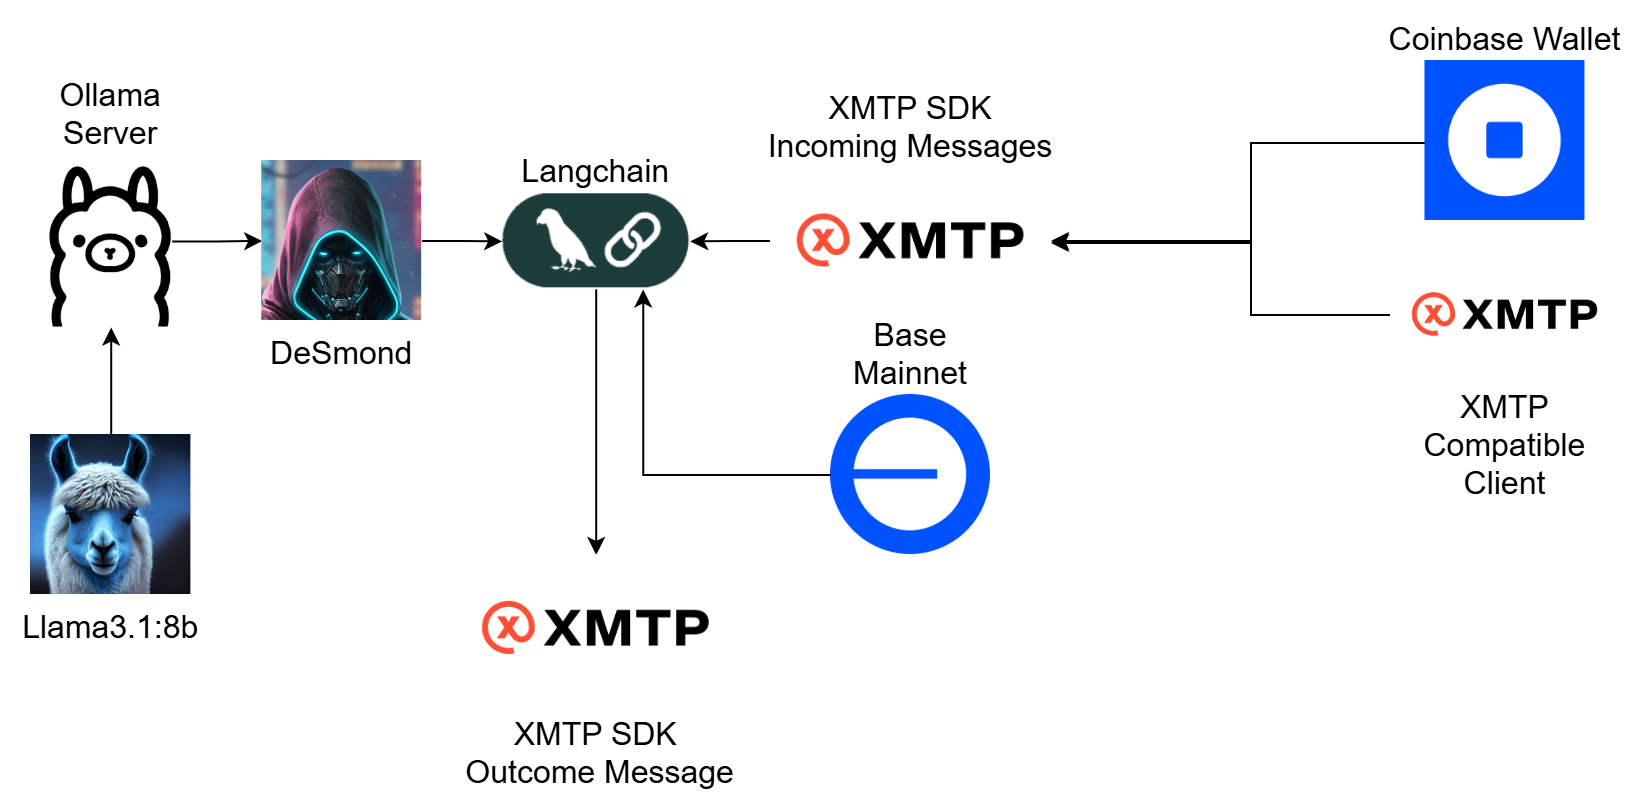 Coinbase Wallet
Ollama
Server
XMTP SDK
Incoming Messages
Langchain
XMTP
XMTP
DeSmond
Base
Mainnet
XMTP
Compatible
Client
Llama3.1:8b
XMTP
XMTP SDK
Outcome Message